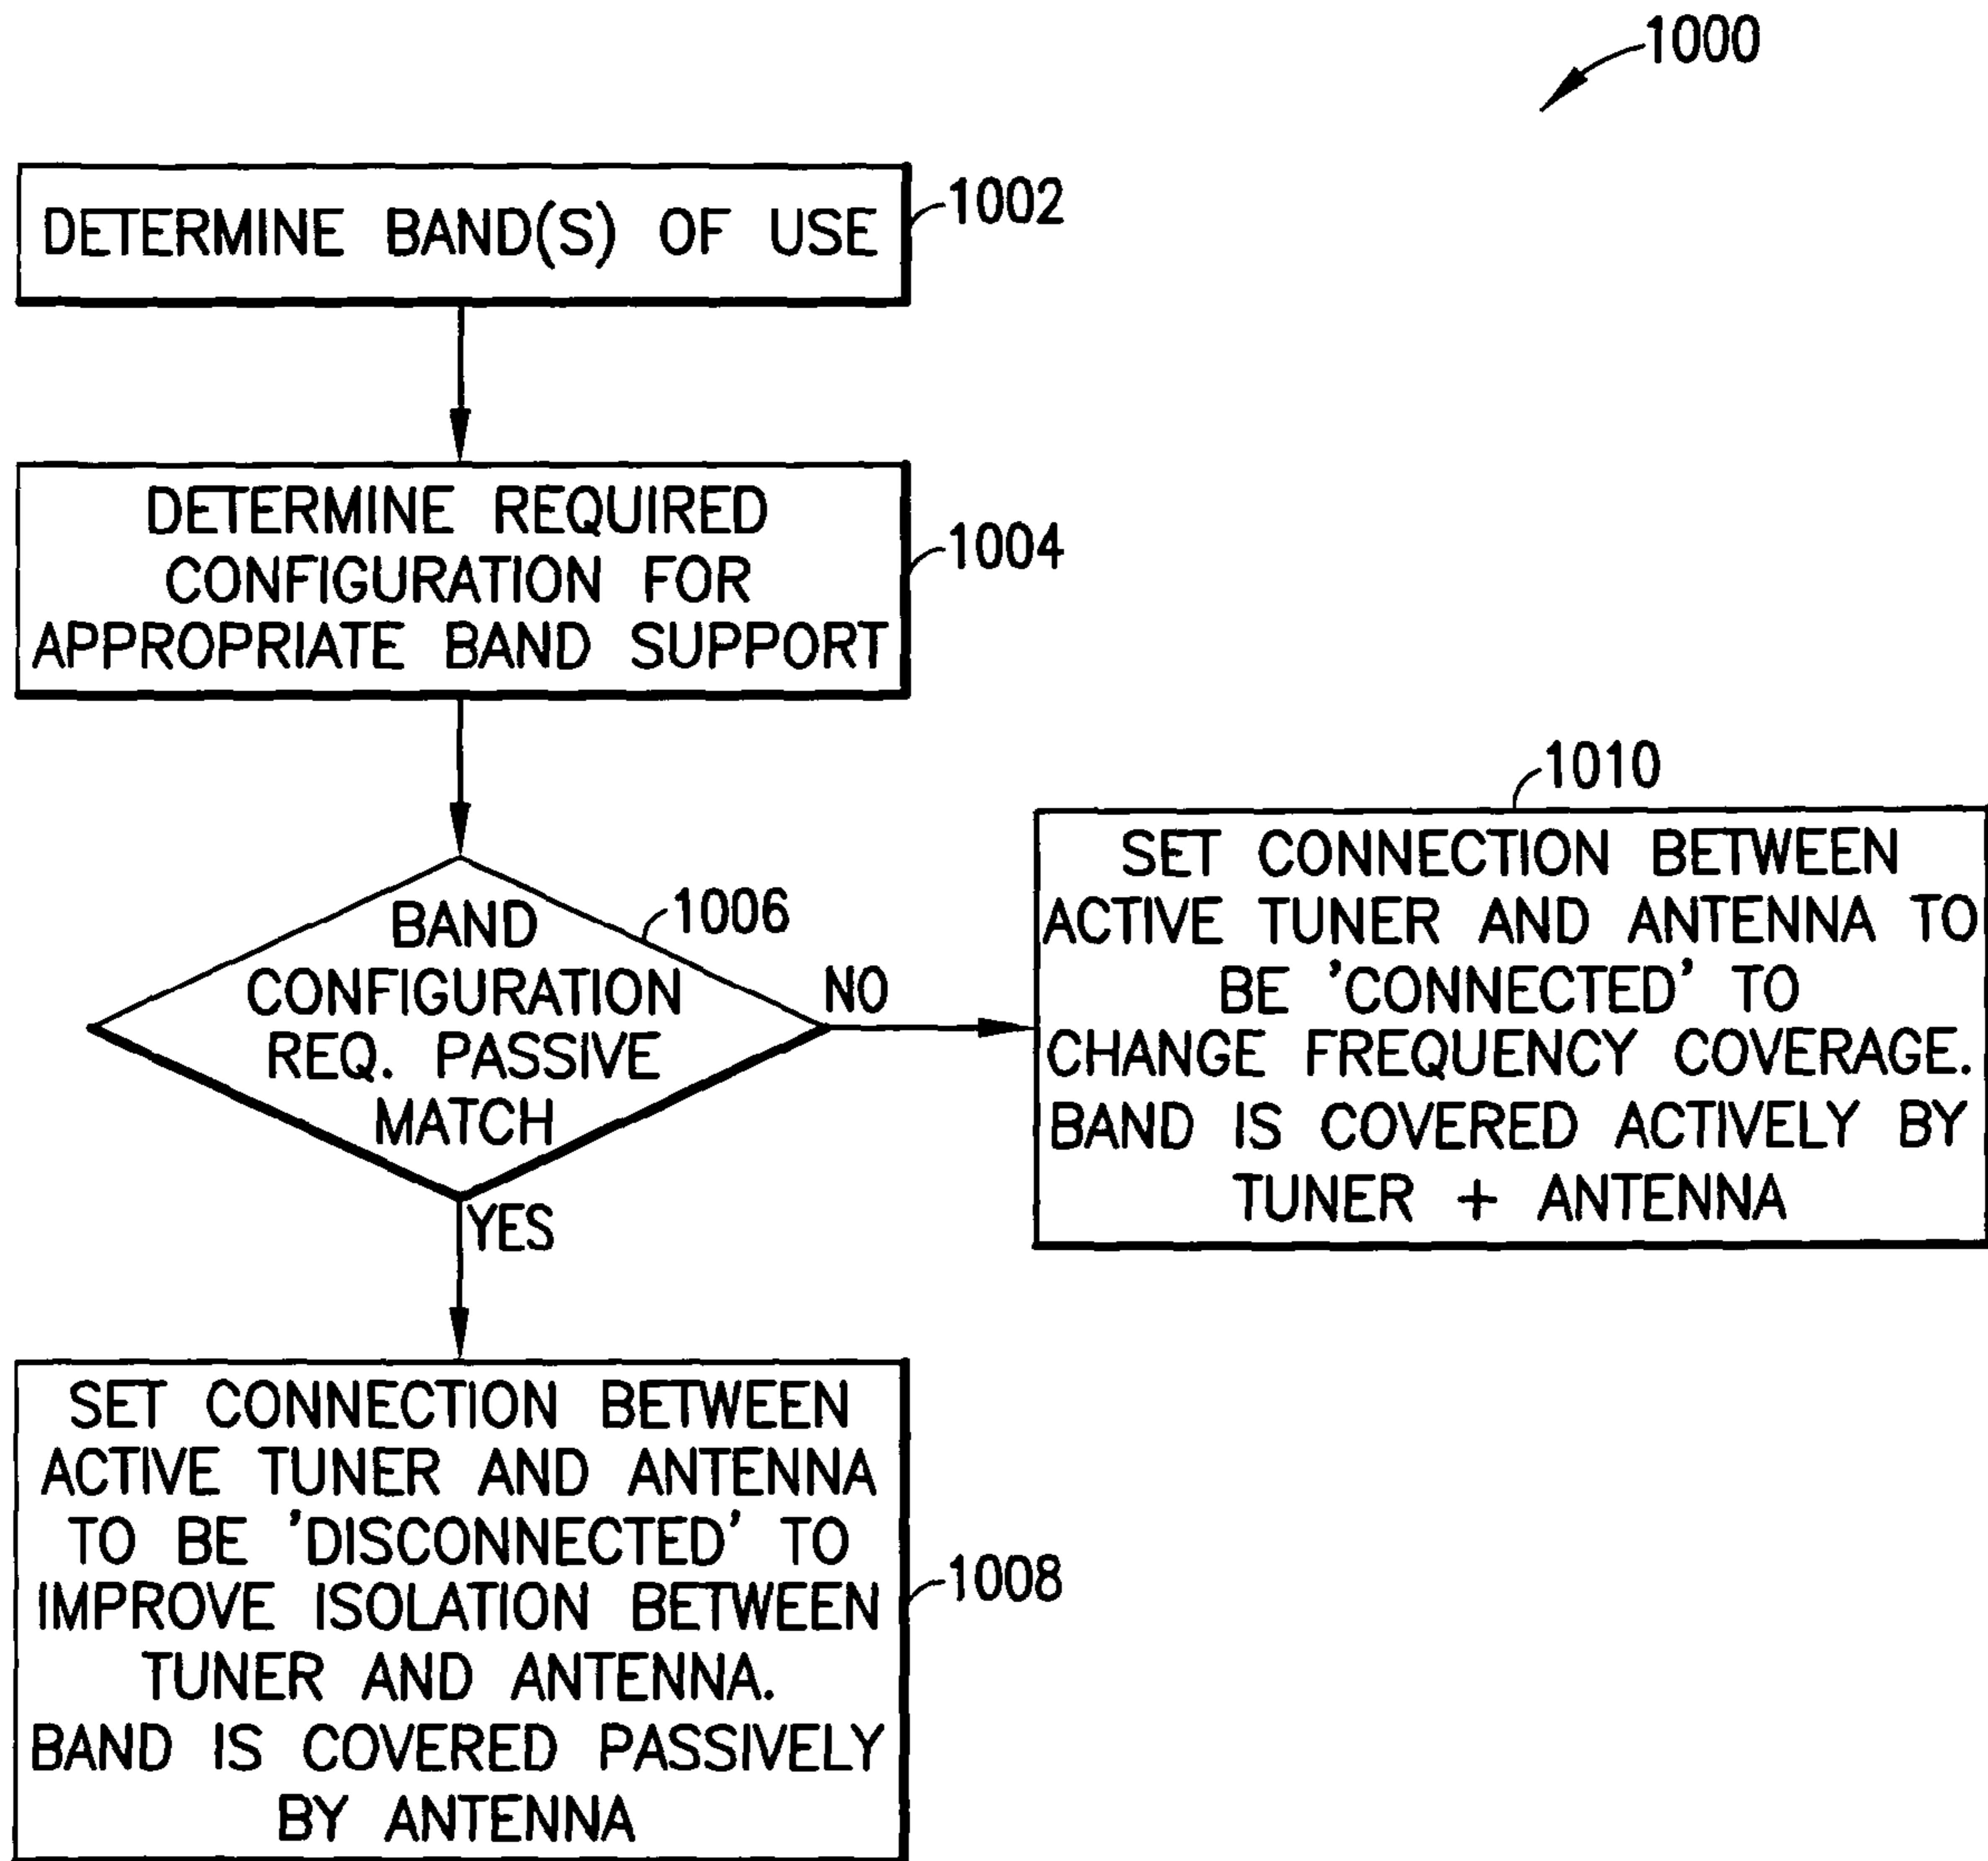 1000
DETERMINE BAND(S) OF USE
1002
DETERMINE REQUIRED
CONFIGURATION FOR
APPROPRIATE BAND SUPPORT
1004
BAND
CONFIGURATION
REQ. PASSIVE
MATCH
1006
NO
YES
1010
SET CONNECTION BETWEEN
ACTIVE TUNER AND ANTENNA TO
BE 'CONNECTED' TO
CHANGE FREQUENCY COVERAGE.
BAND IS COVERED ACTIVELY BY
TUNER + ANTENNA
SET CONNECTION BETWEEN
ACTIVE TUNER AND ANTENNA
TO BE 'DISCONNECTED' TO
IMPROVE ISOLATION BETWEEN
TUNER AND ANTENNA.
BAND IS COVERED PASSIVELY
BY ANTENNA
1008